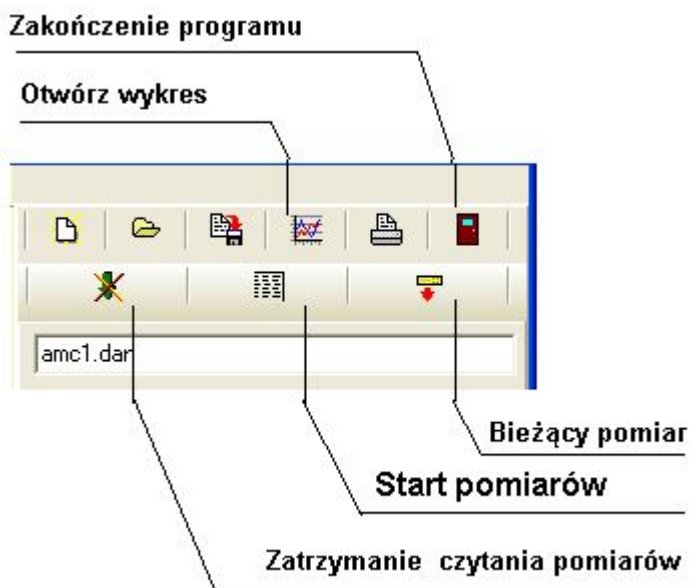 Zakończenie programu
Otwórz wykres
amc1.dan
Bieżący pomiar
Start pomiarów
Zatrzymanie czytania pomiarów